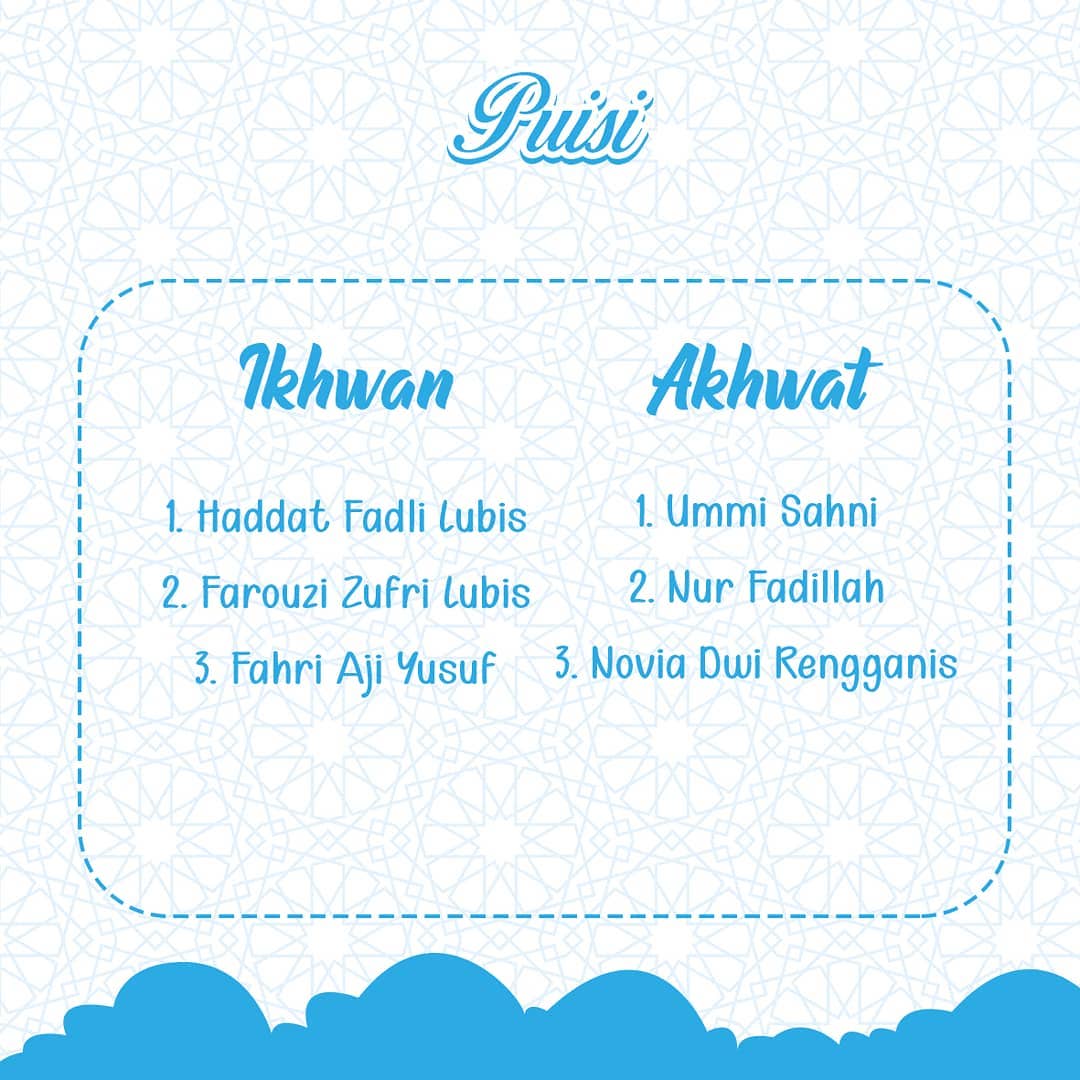 Puisi
Ikhwan
1. Haddat Fadli Lubis
2. Farouzi Zufri Lubis
3. Fahri Aji Yusuf
Akhwat
1. Ummi Sahni
2. Nur Fadillah
3. Novia Dwi Rengganis